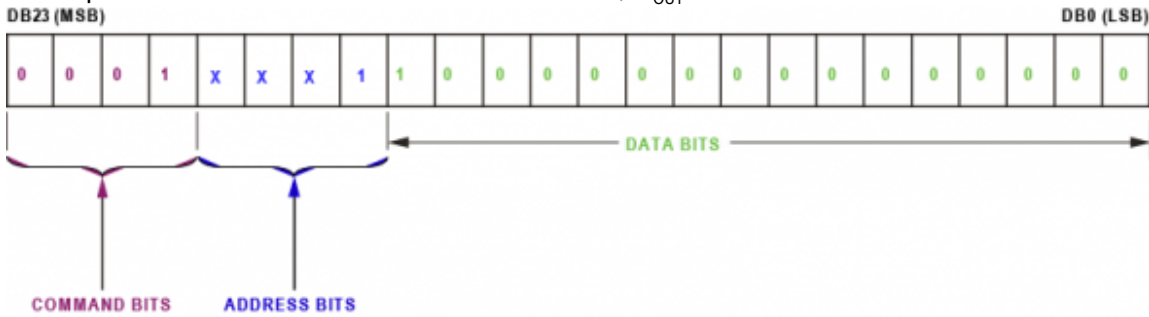 OUT
DB23 (MSB) DB0 (LSB)
0 0 0 1 X X X 1 1 0 0 0 0 0 0 0 0 0 0 0 0 0 0 0
DATA BITS
COMMAND BITS ADDRESS BITS